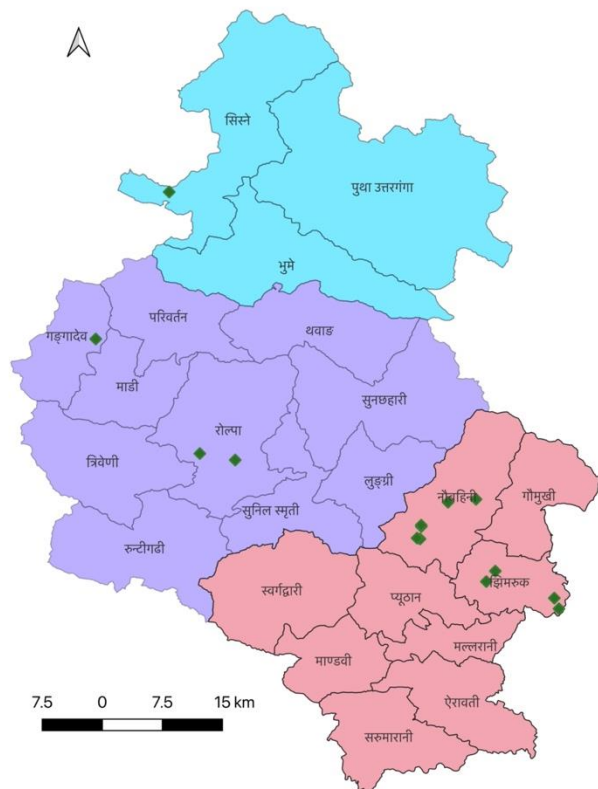 सिस्ने
पुथा उत्तरगंगा
भुमे
परिवर्तन
थवाङ
गङ्गादेव
माडी
सुनछहारी
रोल्पा
त्रिवेणी
लुङ्ग्री
नौबहिनी
गौमुखी
सुनिल स्मृती
रुन्टीगढी
झिमरुक
स्वर्गद्वारी
प्यूठान
मल्लरानी
माण्डवी
ऐरावती
सरुमारानी
7.5 0 7.5 15 km